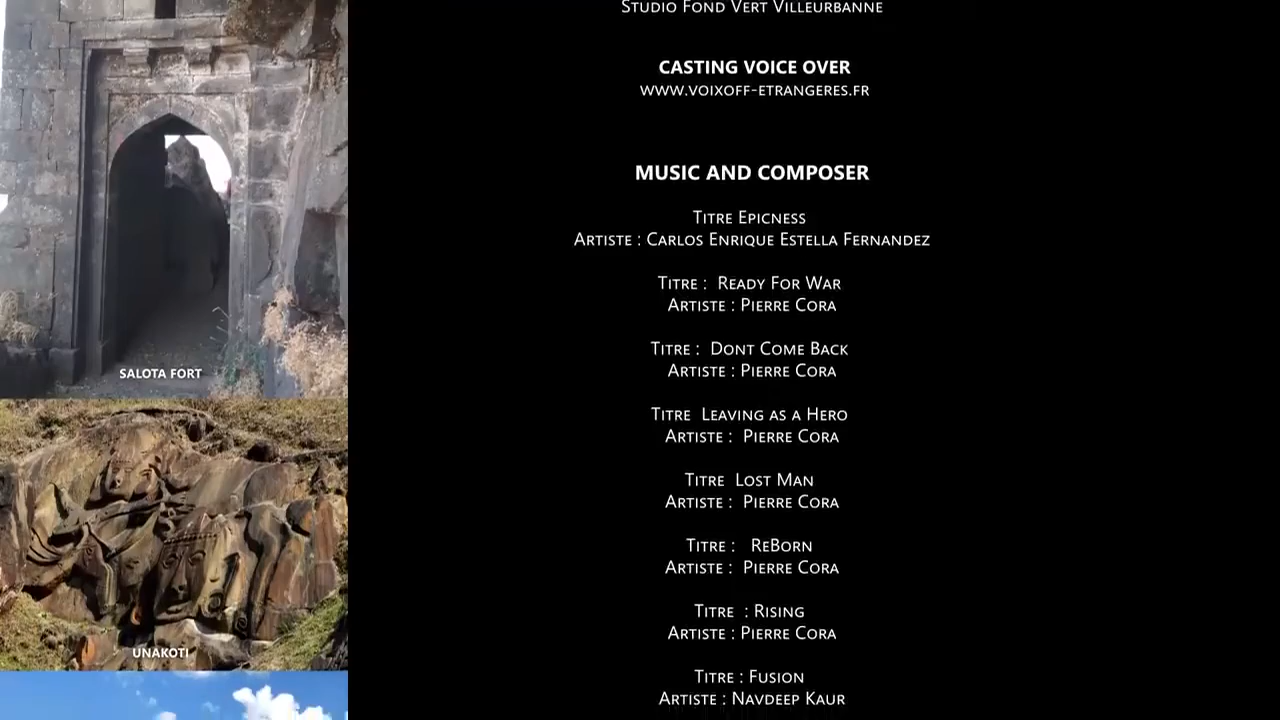 Studio Fond Vert Villeurbanne
CASTING VOICE OVER
www.voixoff-etrangeres.fr
MUSIC AND COMPOSER
Titre Epicness
Artiste : Carlos Enrique Estella Fernandez
Titre :  Ready For War
Artiste : Pierre Cora
Titre :  Dont Come Back
Artiste : Pierre Cora
Titre  Leaving as a Hero
Artiste :  Pierre Cora
Titre  Lost Man
Artiste :  Pierre Cora
Titre :   ReBorn
Artiste :  Pierre Cora
Titre  : Rising
Artiste : Pierre Cora
Titre : Fusion
Artiste : Navdeep Kaur
SALOTA FORT
UNAKOTI